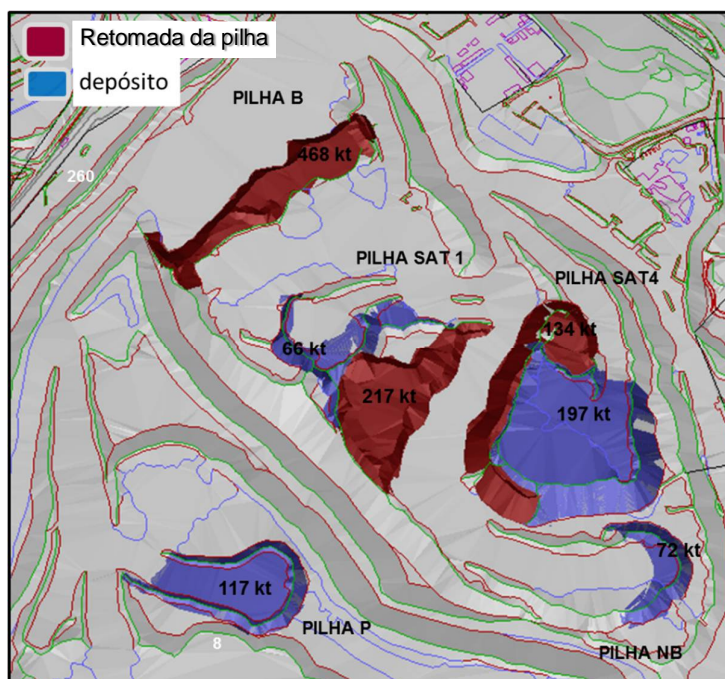 Retomada da pilha
depósito
PILHA B
468 kt
260
PILHA SAT 1
PILHA SAT4
134 kt
66 kt
217 kt
197 kt
72 kt
117 kt
PILHA P
8
PILHA NB